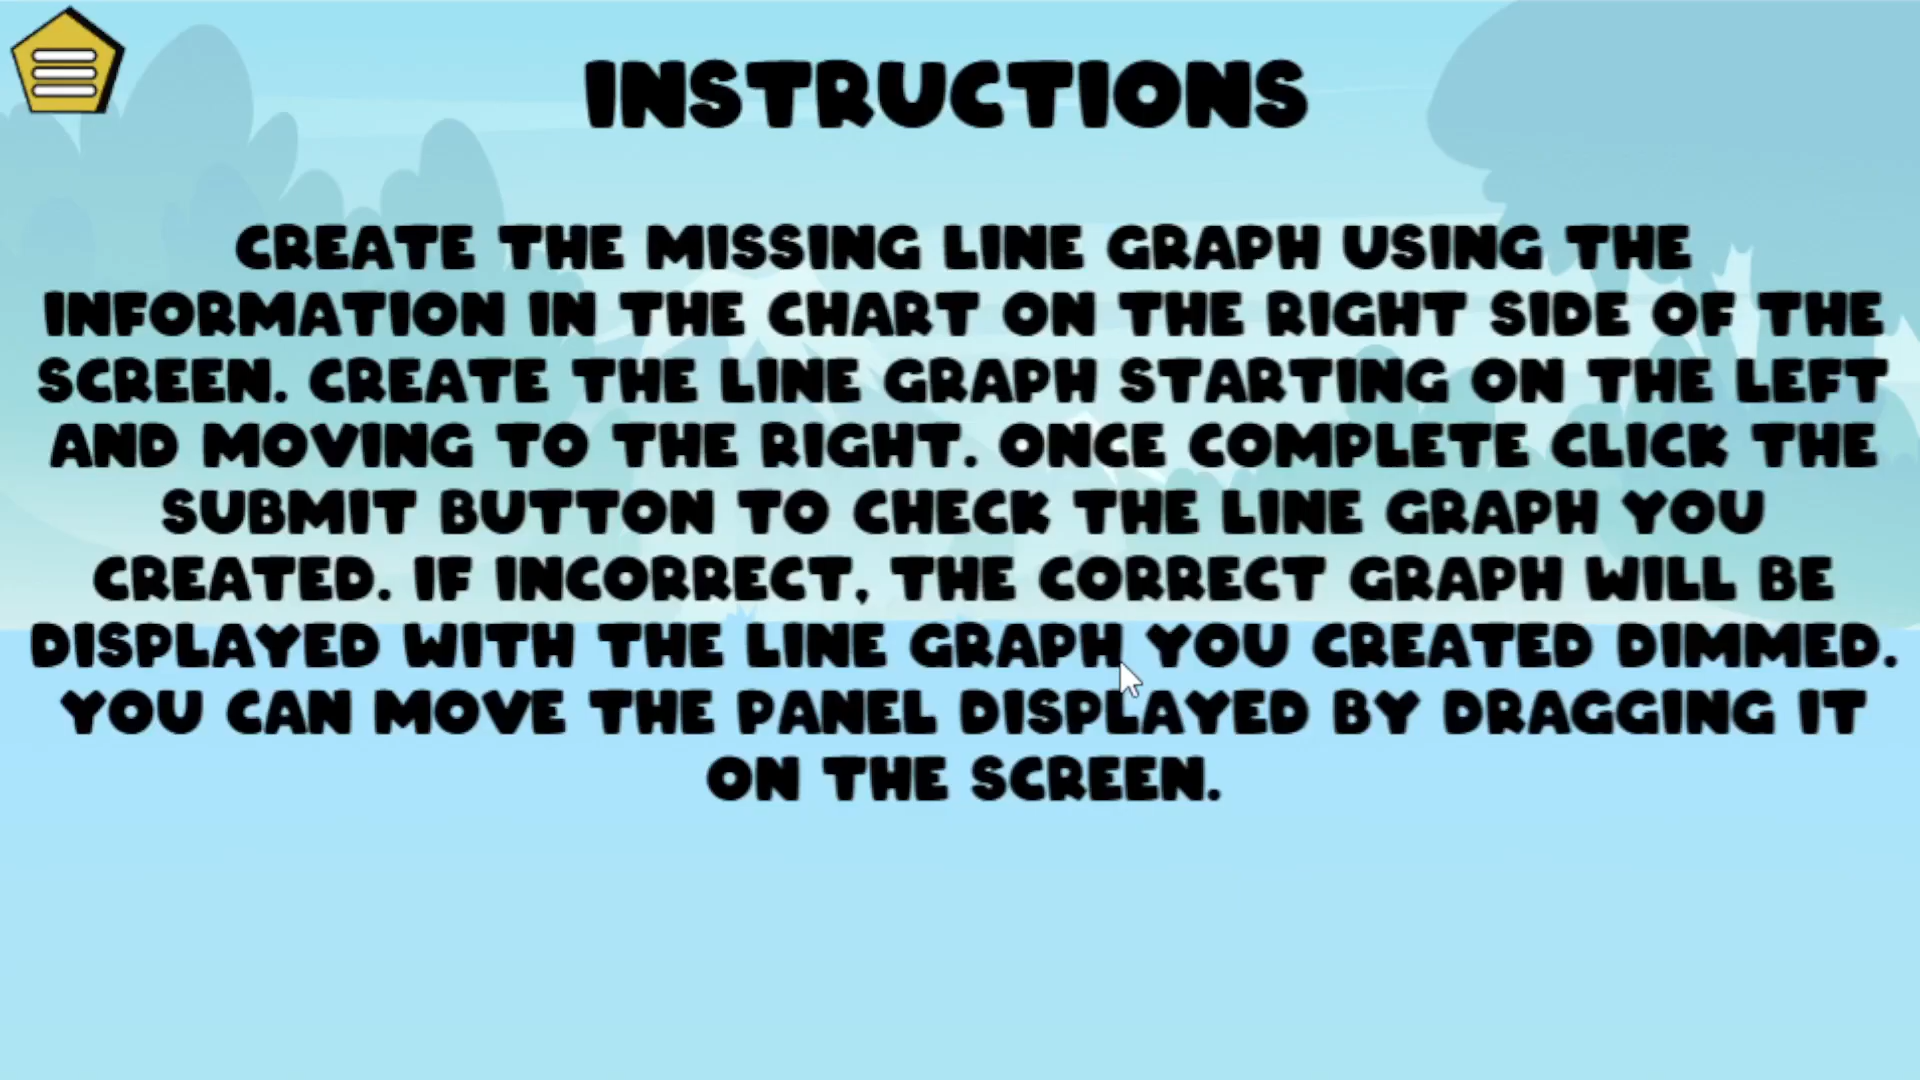 INSTRUCTIONS
CREATE THE MISSING LINE GRAPH USING THE
INFORMATION IN THE CHART ON THE RIGHT SIDE OF THE
SCREEN. CREATE THE LINE GRAPH STARTING ON THE LEFT
AND MOVING TO THE RIGHT. ONCE COMPLETE CLICK THE
SUBMIT BUTTON TO CHECK THE LINE GRAPH YOU
CREATED. IF INCORRECT, THE CORRECT GRAPH WILL BE
DISPLAYED WITH THE LINE GRAPH YOU CREATED DIMMED.
YOU CAN MOVE THE PANEL DISPLAYED BY DRAGGING IT
ON THE SCREEN.